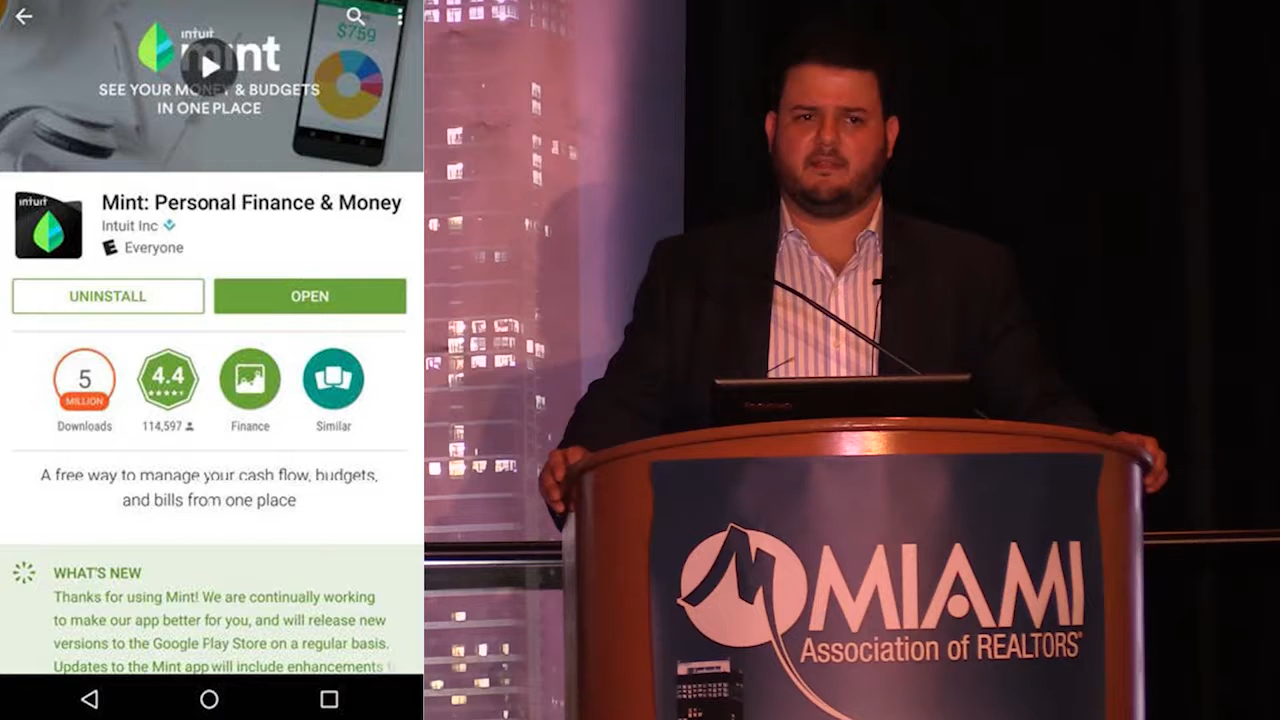 intuit
mint
$759
SEE YOUR MONEY & BUDGETS
IN ONE PLACE
intuit
Mint: Personal Finance & Money
Intuit Inc
E Everyone
UNINSTALL
OPEN
5
MILLION
4.4
Downloads
114,597
Finance
Similar
A free way to manage your cash flow, budgets,
and bills from one place
WHAT'S NEW
Thanks for using Mint! We are continually working
to make our app better for you, and will release new
versions to the Google Play Store on a regular basis.
Updates to the Mint app will include enhancements
MIAMI
Association of REALTORS®